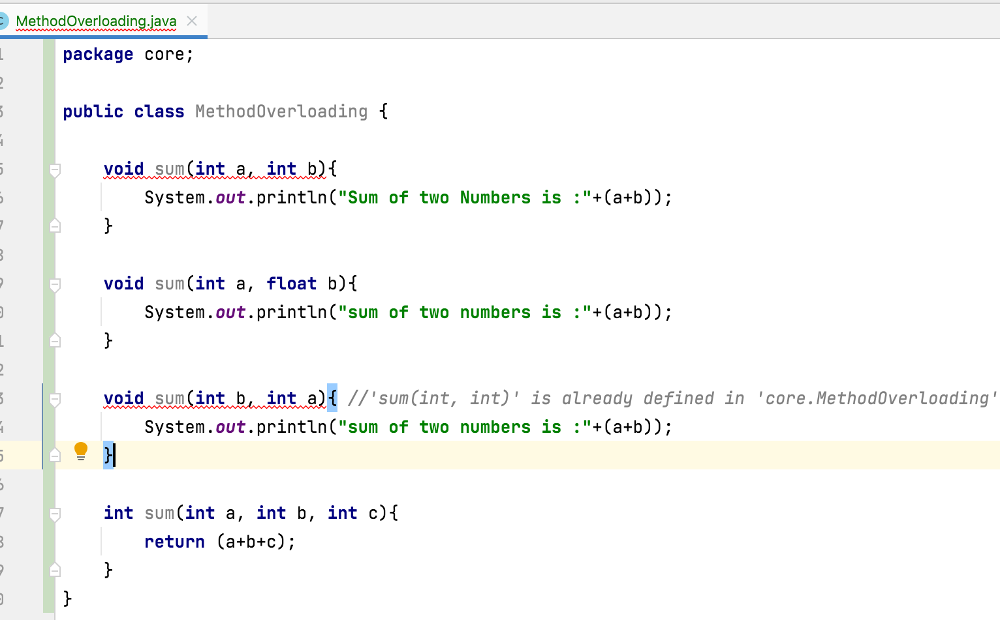 MethodOverloading.java
package core;
public class MethodOverloading {
void sum(int a, int b){
System.out.println("Sum of two Numbers is :"+(a+b));
}
void sum(int a, float b){
System.out.println("sum of two numbers is :"+(a+b));
}
void sum(int b, int a){ //'sum(int, int)' is already defined in 'core.MethodOverloading'
System.out.println("sum of two numbers is :"+(a+b));
}
int sum(int a, int b, int c){
return (a+b+c);
}
}